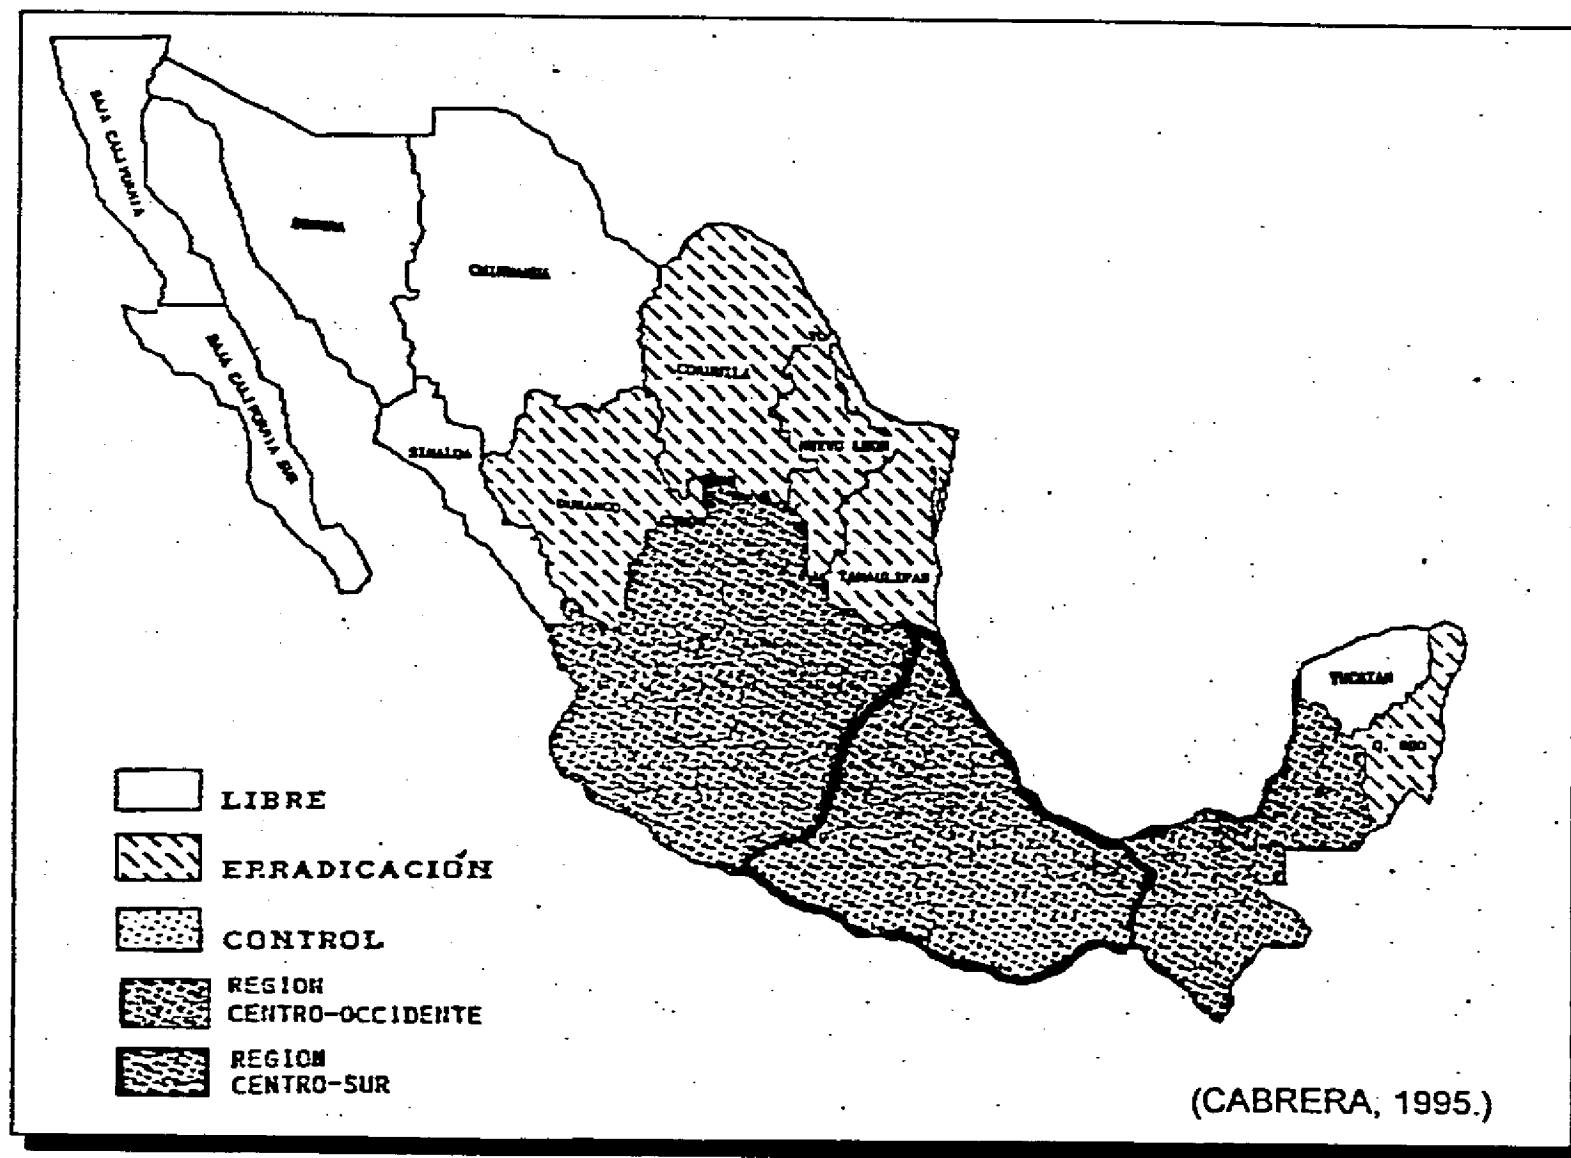 BAJA CALIFORNIA
SONORA
CHIHUAHUA
BAJA CALIFORNIA SUR
COAHUILA
SINALOA
NUEVO LEON
DURANGO
TAMAULIPAS
YUCATAN
Q. ROO
LIBRE
ERRADICACIÓN
CONTROL
REGION
CENTRO-OCCIDENTE
REGION
CENTRO-SUR
(CABRERA, 1995.)